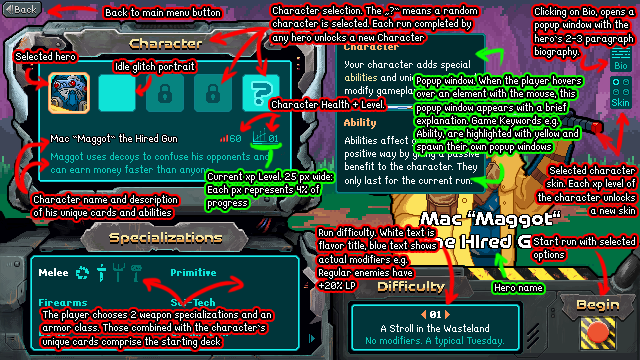 Back
Back to main menu button
Character selection. The „?“ means a random
character is selected. Each run completed by
any hero unlocks a new Character
Clicking on Bio, opens a
popup window with the
hero's 2-3 paragraph
biography.
Bio
Skin
Character
Selected hero
Idle glitch portrait
?
Character
Your character adds special
abilities and uni
modify gamepla
Popup window. When the player hovers
over an element with the mouse, this
popup window appears with a brief
explanation. Game Keywords e.g.
Ability, are highlighted with yellow and
spawn their own popup windows
Character Health + Level.
Ability
Abilities affect
positive way by g a passive
benefit to the character. They
only last for the current run.
Mac "Maggot" the Hired Gun
60
01
Maggot uses decoys to confuse his opponents and
can earn money faster than anyon
Current xp Level. 25 px wide:
Each px represents 4% of
progress
Selected character
skin. Each xp level of
the character unlocks
a new skin
Character name and description
of his unique cards and abilities
Mac "Maggot"
he Hired G
Specializations
Run difficulty. White text is
flavor title, blue text shows
actual modifiers e.g.
Regular enemies have
+20% LP
Start run with selected
options
Melee
Primitive
Firearms
Sci-Tech
The player chooses 2 weapon specializations and an
armor class. Those combined with the character's
unique cards comprise the starting deck
Hero name
Difficulty
01
A Stroll in the Wasteland
No modifiers. A typical Tuesday.
Begin